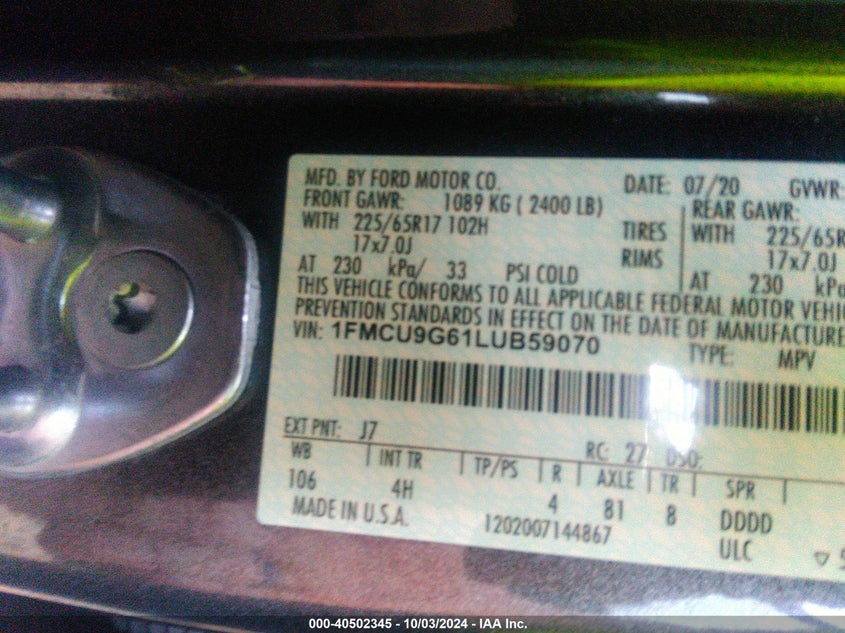 MFD. BY FORD MOTOR CO. DATE: 07/20 GVWR:
FRONT GAWR: 1089 KG ( 2400 LB) REAR GAWR:
WITH 225/65R17 102H TIRES WITH 225/65R
17x7.0J RIMS 17x7.0J
AT 230 kPa/ 33 PSI COLD AT 230 kPa
THIS VEHICLE CONFORMS TO ALL APPLICABLE FEDERAL MOTOR VEHIC
PREVENTION STANDARDS IN EFFECT ON THE DATE OF MANUFACTURE
VIN: 1FMCU9G61LUB59070 TYPE: MPV
EXT PNT: J7 RC: 27 DSO:
WB INT TR TP/PS R AXLE TR SPR
106 4H 4 81 8 DDDD
MADE IN U.S.A. 1202007144867 ULC
000-40502345 - 10/03/2024 - IAA Inc.